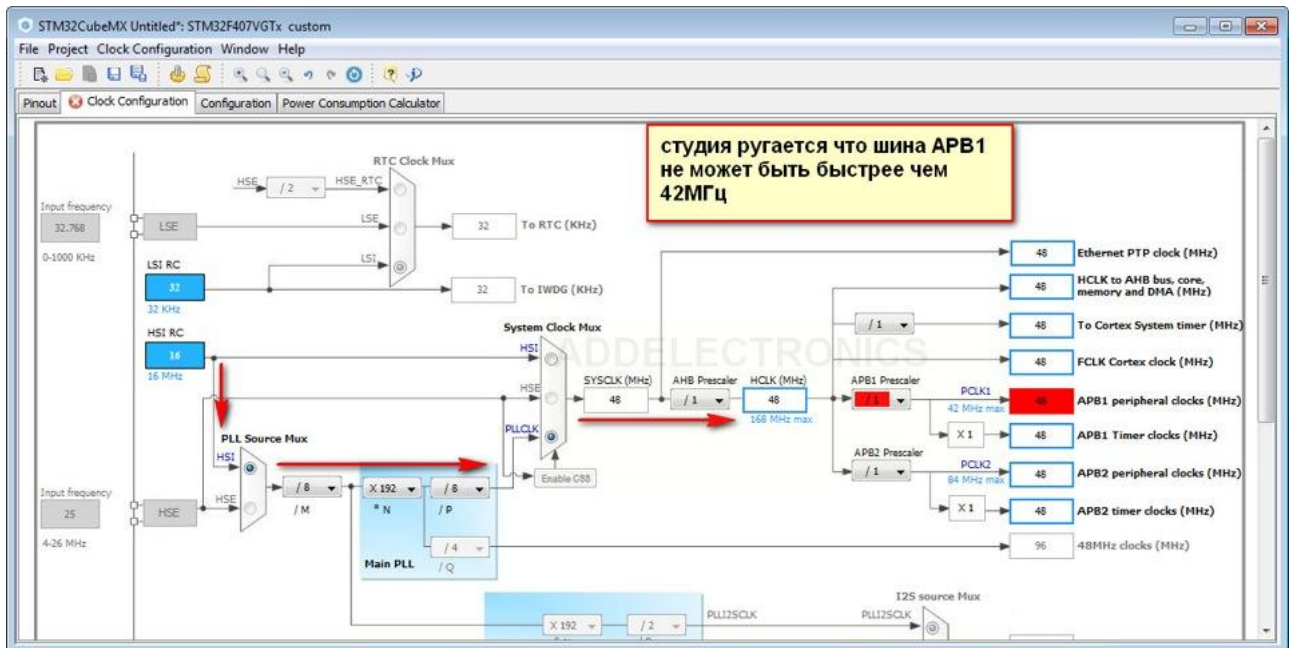 STM32CubeMX Untitled*: STM32F407VGTx custom
File Project Clock Configuration Window Help
Pinout Clock Configuration Configuration Power Consumption Calculator
студия ругается что шина APB1
не может быть быстрее чем
42МГц
RTC Clock Mux
HSE / 2 HSE_RTC
Input frequency
32.768 LSE LSE 32 To RTC (KHz)
0-1000 KHz
LSI RC
32 LSI 32 To IWDG (KHz)
32 KHz
HSI RC
16
16 MHz
System Clock Mux
HSI
HSE
PLLCLK
Enable CSS
SYSCLK (MHz) AHB Prescaler HCLK (MHz)
48 / 1 48
168 MHz max
ADDELECTRONICS
48 Ethernet PTP clock (MHz)
48 HCLK to AHB bus, core,
memory and DMA (MHz)
/ 1 48 To Cortex System timer (MHz)
48 FCLK Cortex clock (MHz)
APB1 Prescaler
/ 1 PCLK1 48 APB1 peripheral clocks (MHz)
42 MHz max
X 1 48 APB1 Timer clocks (MHz)
APB2 Prescaler
/ 1 PCLK2 48 APB2 peripheral clocks (MHz)
84 MHz max
X 1 48 APB2 timer clocks (MHz)
96 48MHz clocks (MHz)
PLL Source Mux
HSI
HSE
/ 8
/ M
X 192 / 8
* N / P
/ 4
Main PLL / Q
Input frequency
25 HSE
4-26 MHz
I2S source Mux
X 192 / 2 PLLI2SCLK PLLI2SCLK